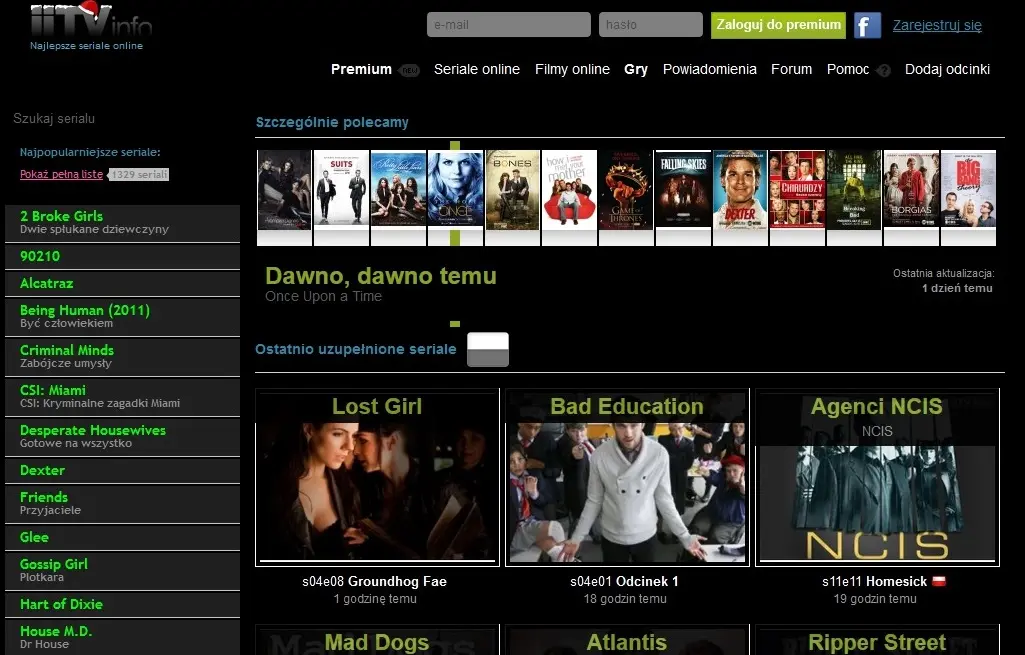 iiTVinfo
Najlepsze seriale online
e-mail
hasło
Zaloguj do premium
f
Zarejestruj się
Premium new
Seriale online
Filmy online
Gry
Powiadomienia
Forum
Pomoc ?
Dodaj odcinki
Szukaj serialu
Najpopularniejsze seriale:
Pokaż pełną listę 1329 seriali
2 Broke Girls
Dwie spłukane dziewczyny
90210
Alcatraz
Being Human (2011)
Być człowiekiem
Criminal Minds
Zabójcze umysły
CSI: Miami
CSI: Kryminalne zagadki Miami
Desperate Housewives
Gotowe na wszystko
Dexter
Friends
Przyjaciele
Glee
Gossip Girl
Plotkara
Hart of Dixie
House M.D.
Dr House
Szczególnie polecamy
SUITS
ONCE
BONES
how i met your mother
GAME OF THRONES
FALLING SKIES
DEXTER
CHIRURDZY
Breaking Bad
BORGIAS
BIG BANG theory
Dawno, dawno temu
Once Upon a Time
Ostatnia aktualizacja:
1 dzień temu
Ostatnio uzupełnione seriale
Lost Girl
s04e08 Groundhog Fae
1 godzinę temu
Bad Education
s04e01 Odcinek 1
18 godzin temu
Agenci NCIS
NCIS
NCIS
s11e11 Homesick
19 godzin temu
Mad Dogs
Atlantis
Ripper Street